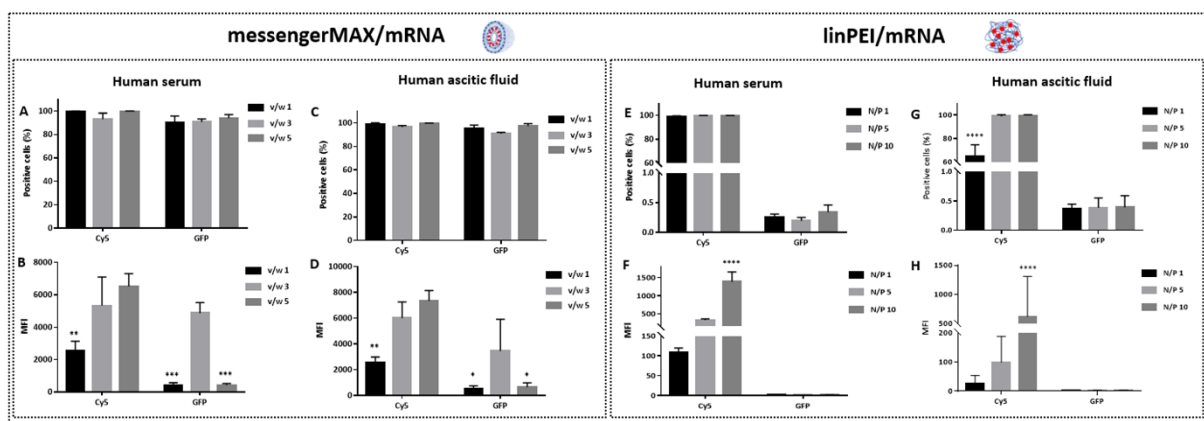 messengerMAX/mRNA
linPEI/mRNA
Human serum
Human ascitic fluid
Human serum
Human ascitic fluid
A
Positive cells (%)
100
80
60
40
20
0
Cy5
GFP
v/w 1
v/w 3
v/w 5
C
Positive cells (%)
100
80
60
40
20
0
Cy5
GFP
v/w 1
v/w 3
v/w 5
E
Positive cells (%)
100
90
80
70
60
1.0
0.5
0.0
Cy5
GFP
N/P 1
N/P 5
N/P 10
G
Positive cells (%)
100
90
80
70
60
1.0
0.5
0.0
****
Cy5
GFP
N/P 1
N/P 5
N/P 10
B
MFI
8000
6000
4000
2000
0
**
***
***
Cy5
GFP
v/w 1
v/w 3
v/w 5
D
MFI
10000
8000
6000
4000
2000
0
**
*
*
Cy5
GFP
v/w 1
v/w 3
v/w 5
F
MFI
1500
1000
500
100
50
0
****
Cy5
GFP
N/P 1
N/P 5
N/P 10
H
MFI
1500
1000
500
200
100
0
****
Cy5
GFP
N/P 1
N/P 5
N/P 10